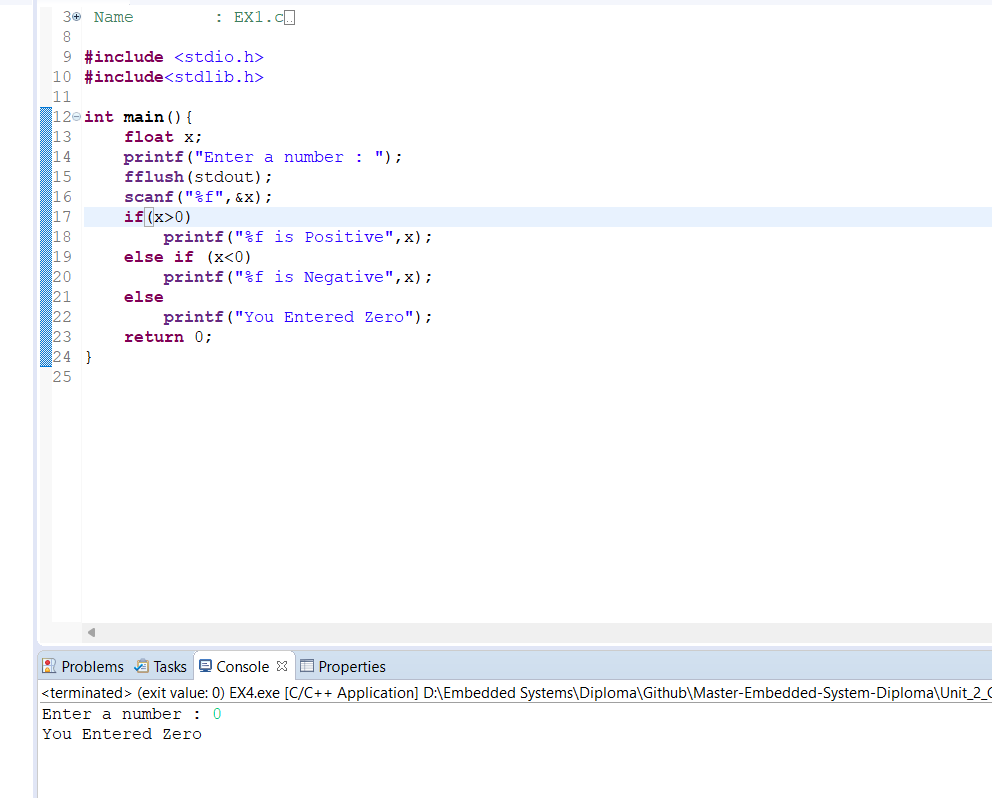 3 Name         : EX1.c
8
9 #include <stdio.h>
10 #include<stdlib.h>
11
12 int main(){
13     float x;
14     printf("Enter a number : ");
15     fflush(stdout);
16     scanf("%f",&x);
17     if(x>0)
18         printf("%f is Positive",x);
19     else if (x<0)
20         printf("%f is Negative",x);
21     else
22         printf("You Entered Zero");
23     return 0;
24 }
25
Problems Tasks Console Properties
<terminated> (exit value: 0) EX4.exe [C/C++ Application] D:\Embedded Systems\Diploma\Github\Master-Embedded-System-Diploma\Unit_2_
Enter a number : 0
You Entered Zero